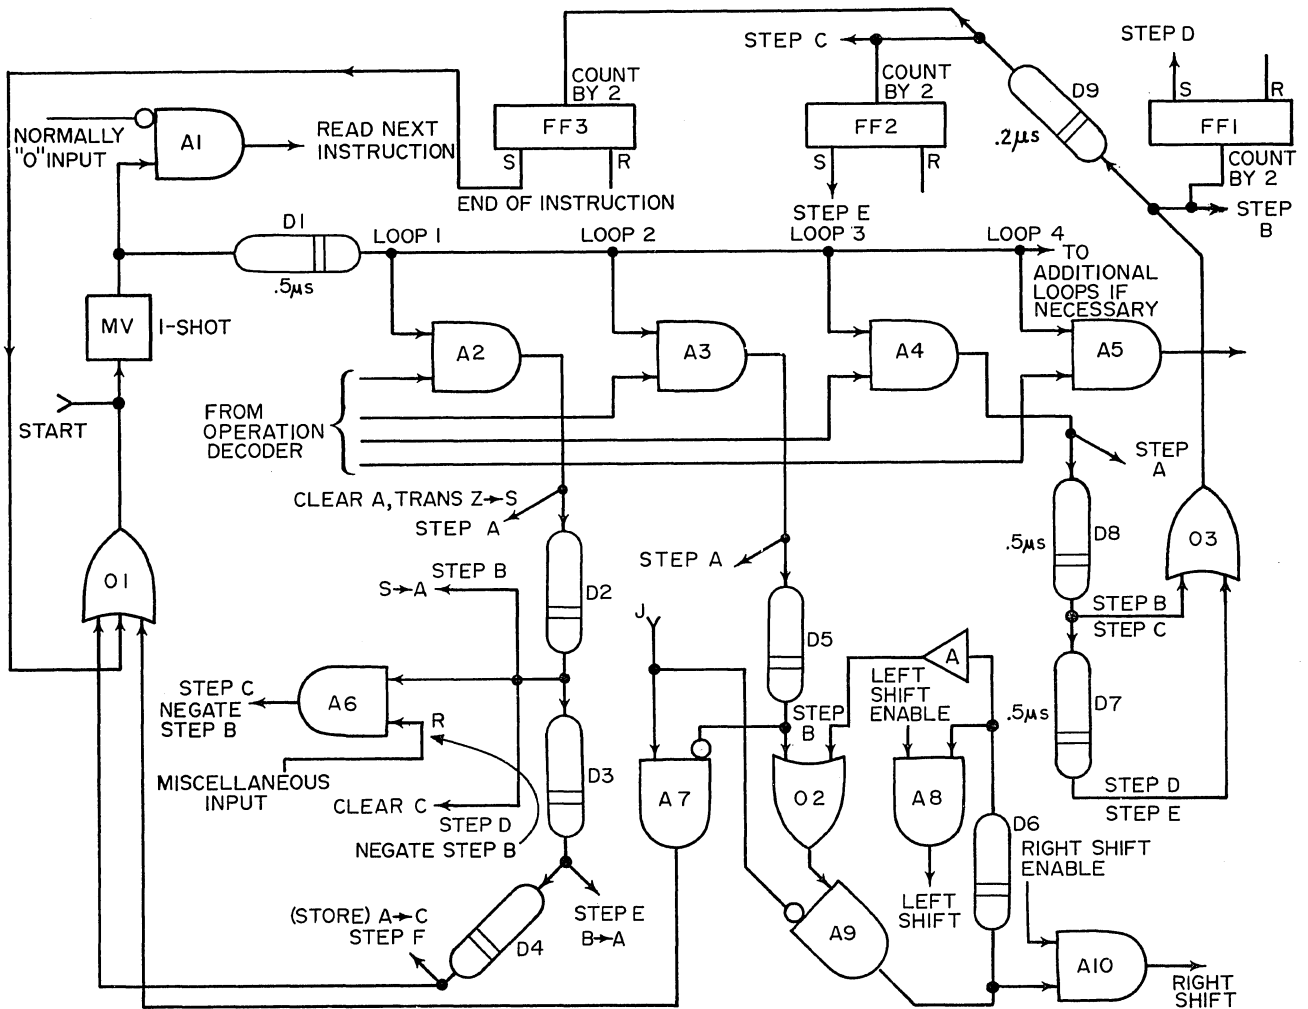 STEP C
STEP D
COUNT
BY 2
FF3
S
R
END OF INSTRUCTION
COUNT
BY 2
FF2
S
R
STEP E
D9
.2μs
S
R
FF1
COUNT
BY 2
STEP
B
NORMALLY
"O" INPUT
A1
READ NEXT
INSTRUCTION
D1
.5μs
LOOP 1
LOOP 2
LOOP 3
LOOP 4
TO
ADDITIONAL
LOOPS IF
NECESSARY
MV
1-SHOT
START
A2
A3
A4
A5
FROM
OPERATION
DECODER
CLEAR A, TRANS Z→S
STEP A
STEP A
STEP
A
O1
STEP B
S→A
D2
J
D5
STEP
B
.5μs
D8
O3
STEP B
STEP C
A
LEFT
SHIFT
ENABLE
.5μs
D7
STEP D
STEP E
STEP C
NEGATE
STEP B
A6
R
MISCELLANEOUS
INPUT
CLEAR C
STEP D
NEGATE STEP B
D3
A7
O2
A8
D6
RIGHT SHIFT
ENABLE
LEFT
SHIFT
(STORE) A→C
STEP F
D4
STEP E
B→A
A9
A10
RIGHT
SHIFT